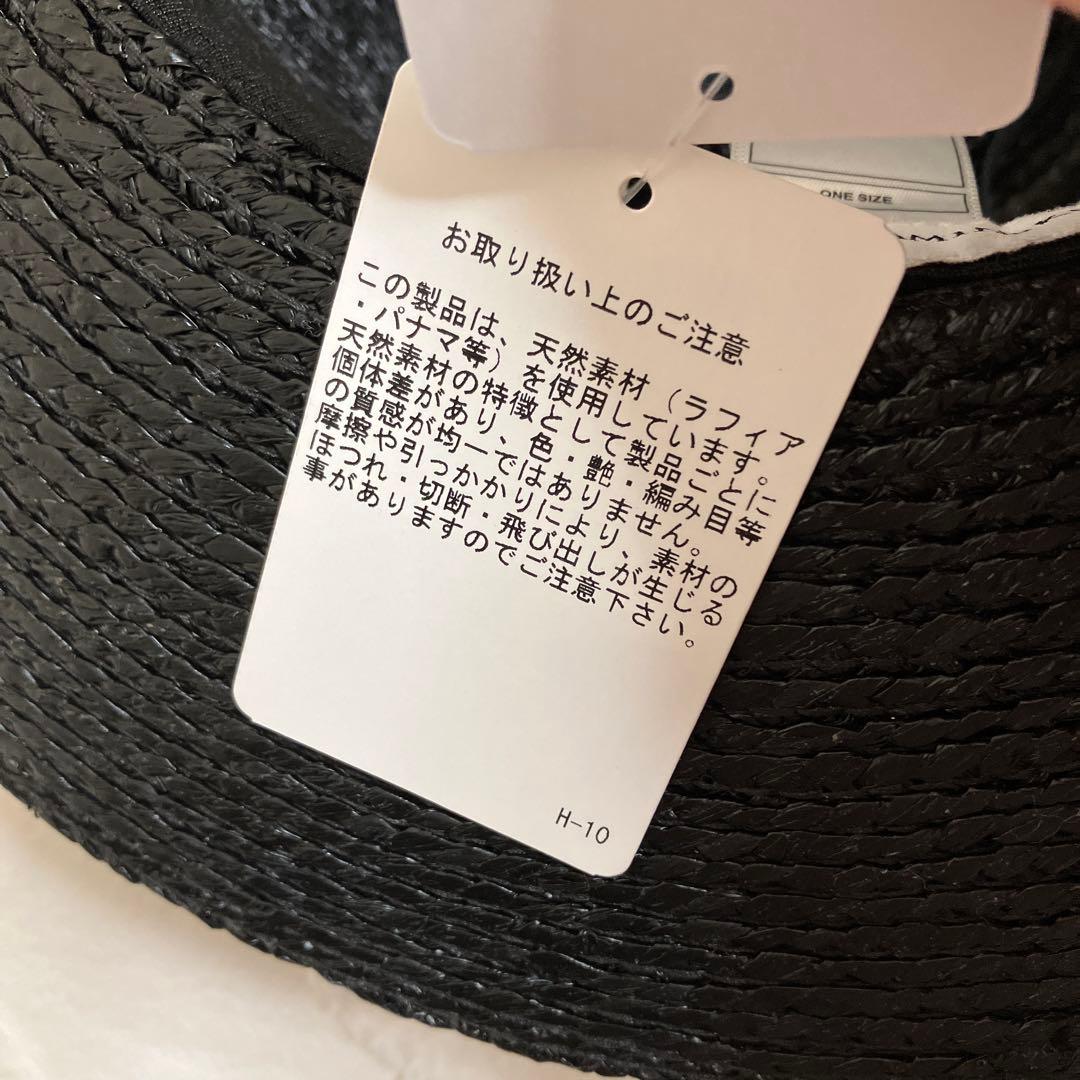 ONE SIZE
お取り扱い上のご注意
この製品は、天然素材（ラフィア
・パナマ等）を使用しています。
天然素材の特徴として製品ごとに
個体差があり、色・艶・編み目等
の質感が均一ではありません。
摩擦や引っかかりにより、素材の
ほつれ・切断・飛び出しが生じる
事がありますのでご注意下さい。
H-10